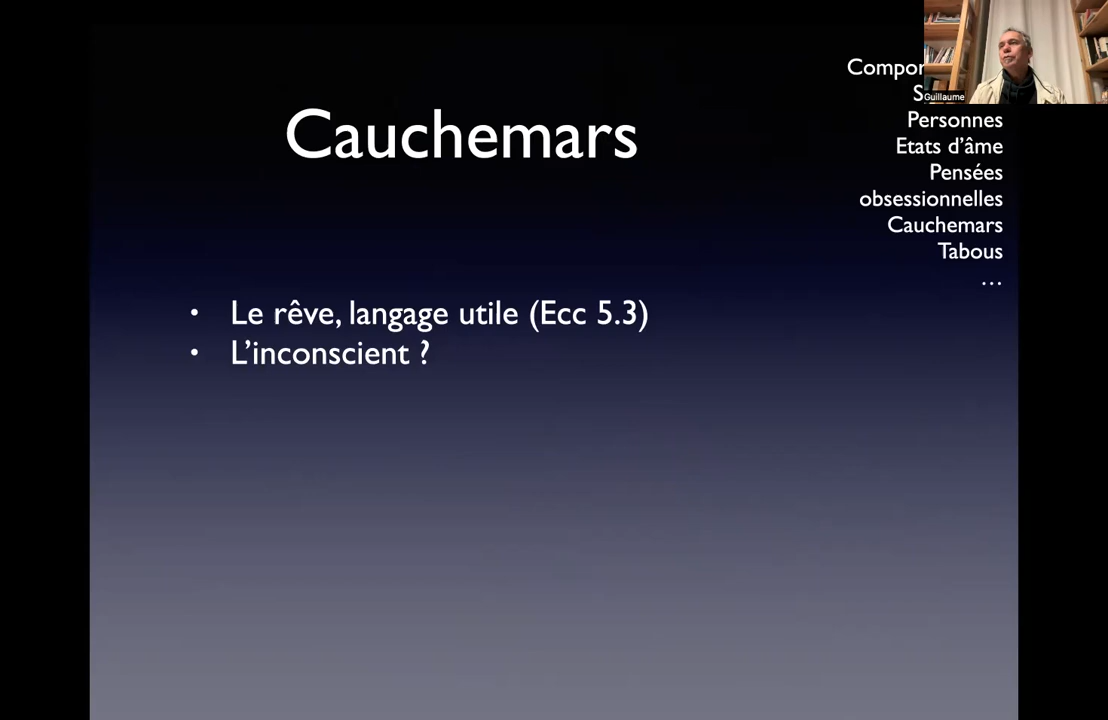 Cauchemars
• Le rêve, langage utile (Ecc 5.3)
• L'inconscient ?
Personnes
Etats d'âme
Pensées
obsessionnelles
Cauchemars
Tabous
…
Guillaume